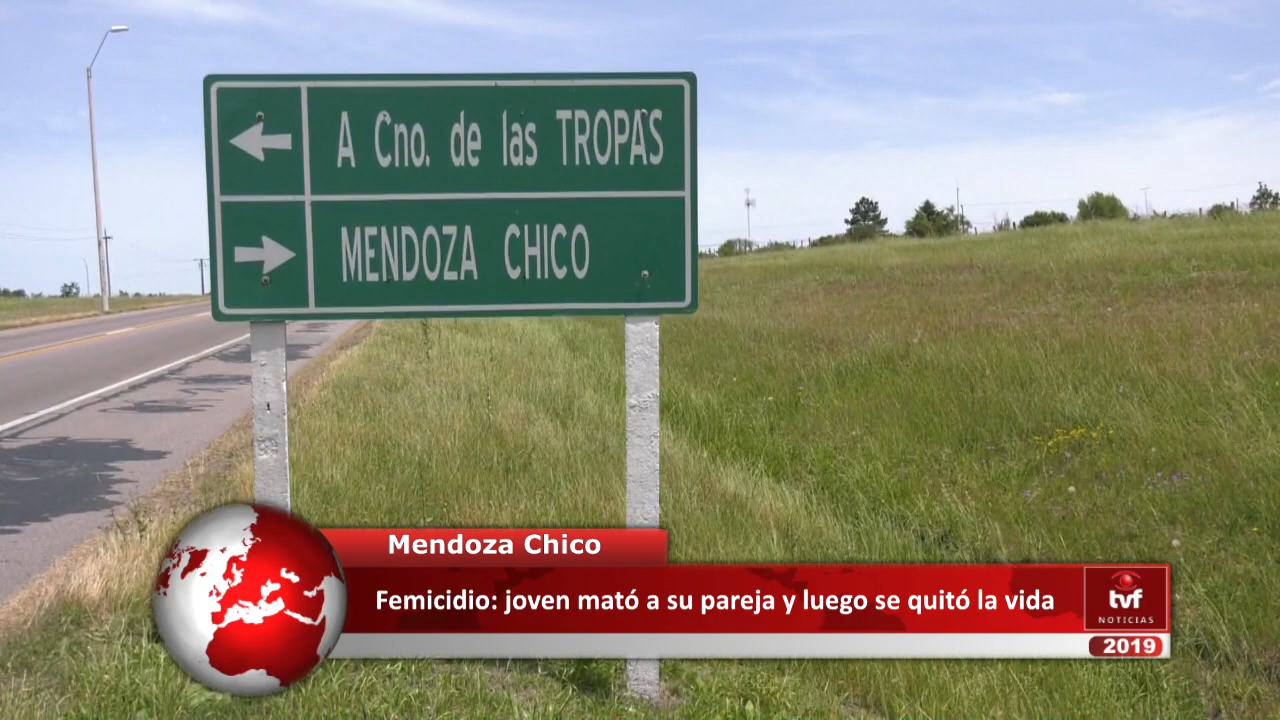 A Cno. de las TROPAS
MENDOZA CHICO
Mendoza Chico
Femicidio: joven mató a su pareja y luego se quitó la vida
tvf
NOTICIAS
2019